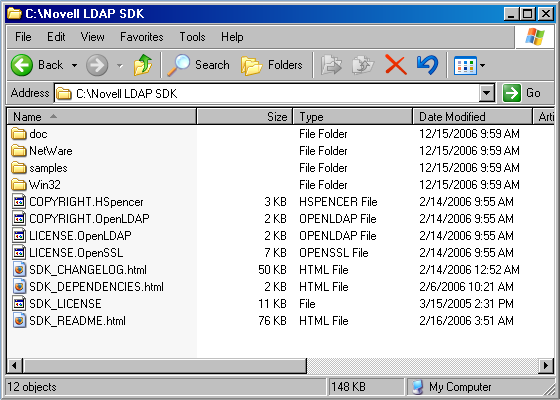 C:\Novell LDAP SDK
File Edit View Favorites Tools Help
Back Search Folders
Address C:\Novell LDAP SDK Go
Name Size Type Date Modified Arti
doc File Folder 12/15/2006 9:59 AM
NetWare File Folder 12/15/2006 9:59 AM
samples File Folder 12/15/2006 9:59 AM
Win32 File Folder 12/15/2006 9:59 AM
COPYRIGHT.HSpencer 3 KB HSPENCER File 2/14/2006 9:55 AM
COPYRIGHT.OpenLDAP 2 KB OPENLDAP File 2/14/2006 9:55 AM
LICENSE.OpenLDAP 2 KB OPENLDAP File 2/14/2006 9:55 AM
LICENSE.OpenSSL 7 KB OPENSSL File 2/14/2006 9:55 AM
SDK_CHANGELOG.html 50 KB HTML File 2/14/2006 12:52 AM
SDK_DEPENDENCIES.html 2 KB HTML File 2/6/2006 10:21 AM
SDK_LICENSE 11 KB File 3/15/2005 2:31 PM
SDK_README.html 76 KB HTML File 2/16/2006 3:51 AM
12 objects 148 KB My Computer